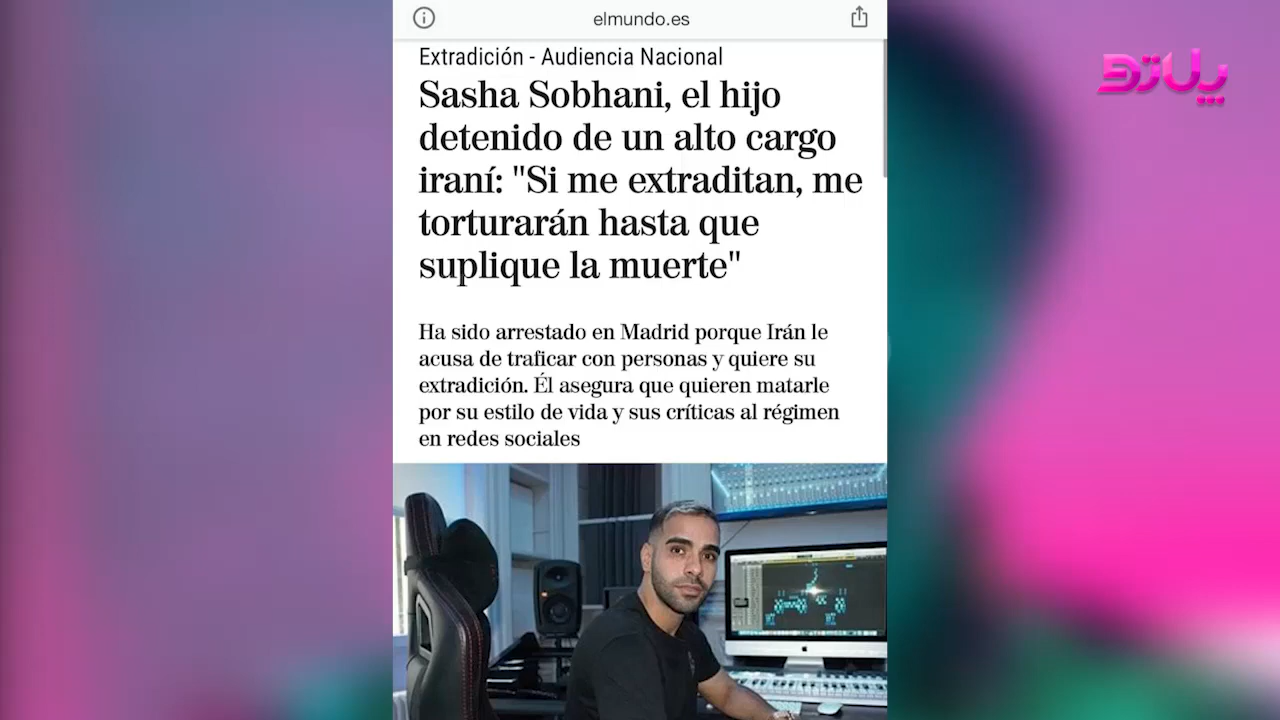 elmundo.es
پلاتو
Extradición - Audiencia Nacional
Sasha Sobhani, el hijo
detenido de un alto cargo
iraní: "Si me extraditan, me
torturarán hasta que
suplique la muerte"
Ha sido arrestado en Madrid porque Irán le
acusa de traficar con personas y quiere su
extradición. Él asegura que quieren matarle
por su estilo de vida y sus críticas al régimen
en redes sociales